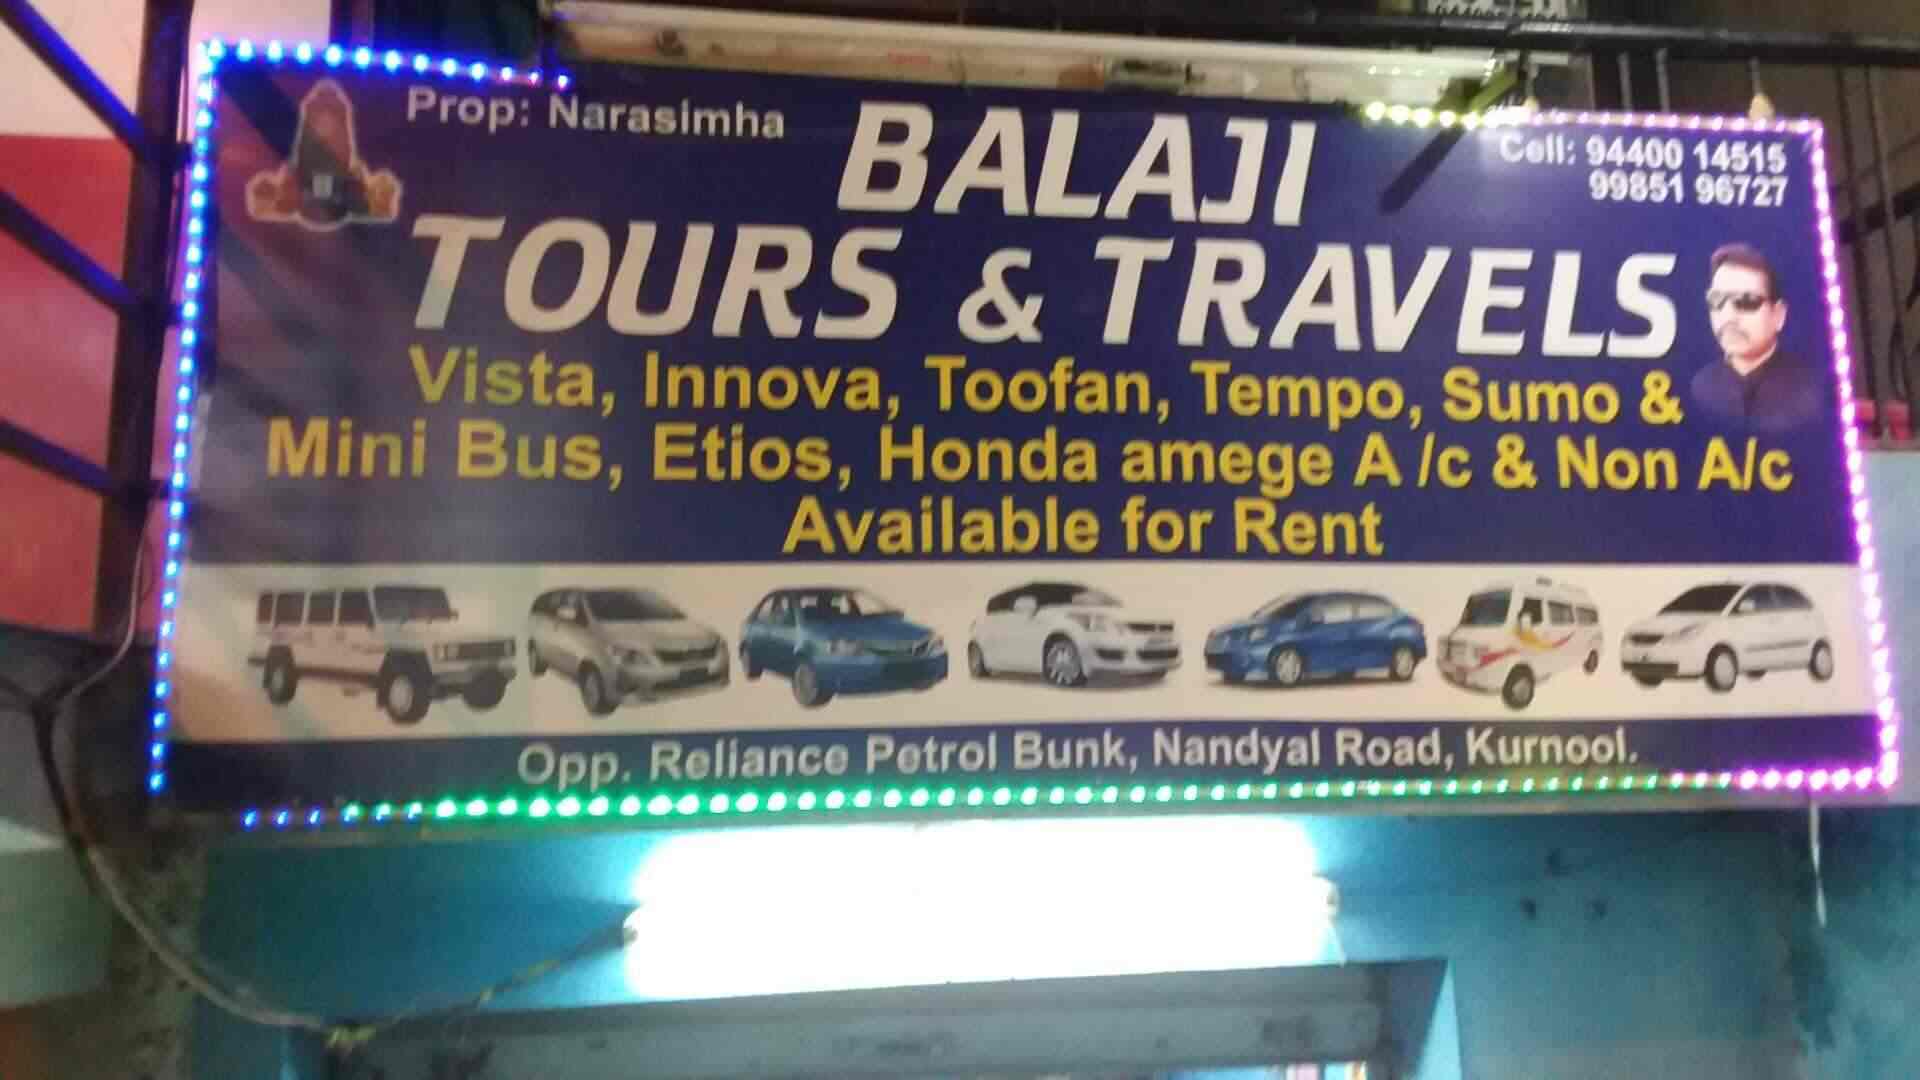 Prop: Narasimha
Cell: 94400 14515
99851 96727
BALAJI
TOURS & TRAVELS
Vista, Innova, Toofan, Tempo, Sumo &
Mini Bus, Etios, Honda amege A /c & Non A/c
Available for Rent
Opp. Reliance Petrol Bunk, Nandyal Road, Kurnool.